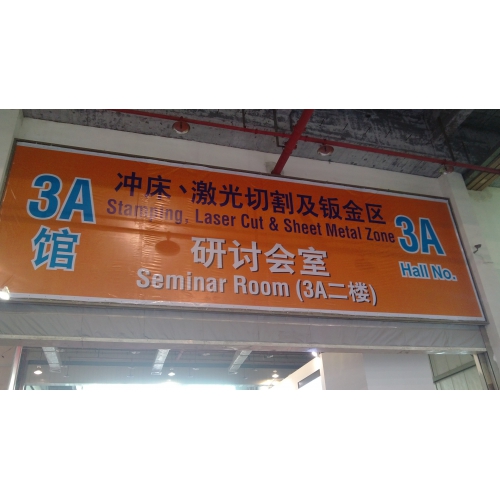 3A
馆
冲床、激光切割及钣金区
Stamping, Laser Cut & Sheet Metal Zone
研讨会室
Seminar Room (3A二楼)
3A
Hall No.